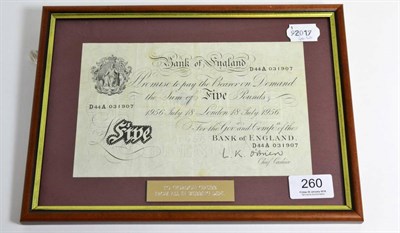 Bank of England
D44A 031907
Promise to pay the Bearer on Demand
the Sum of Five Pounds
D44A 031907
1956 July 18 London 18 July 1956
For the Gov.r and Comp.a of the
BANK OF ENGLAND.
Five
D44A 031907
L.K. O'Brien
Chief Cashier
260